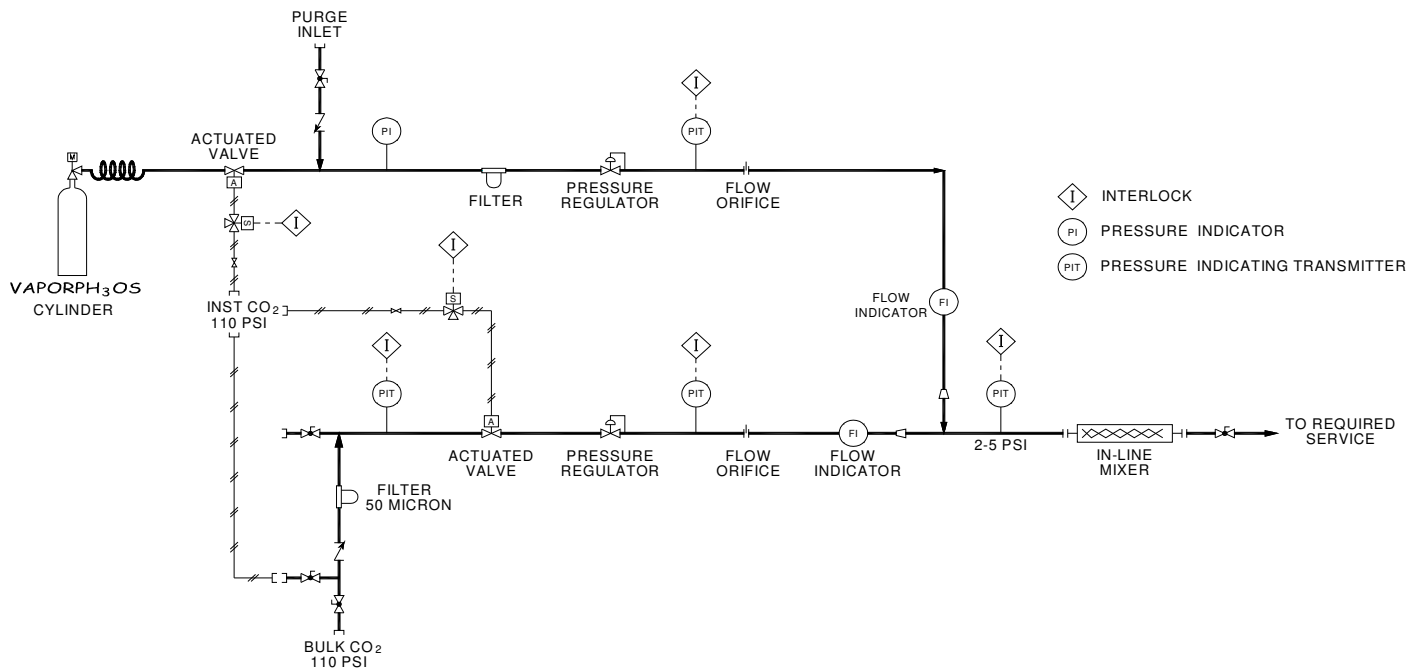 PURGE
INLET
I
ACTUATED
VALVE
PI
PIT
M
A
FILTER
PRESSURE
REGULATOR
FLOW
ORIFICE
I
INTERLOCK
S
I
PI
PRESSURE INDICATOR
I
PIT
PRESSURE INDICATING TRANSMITTER
VAPORPH₃OS
CYLINDER
INST CO₂
110 PSI
S
FLOW
INDICATOR
FI
I
I
I
PIT
PIT
PIT
A
FI
TO REQUIRED
SERVICE
2-5 PSI
ACTUATED
VALVE
PRESSURE
REGULATOR
FLOW
ORIFICE
FLOW
INDICATOR
IN-LINE
MIXER
FILTER
50 MICRON
BULK CO₂
110 PSI